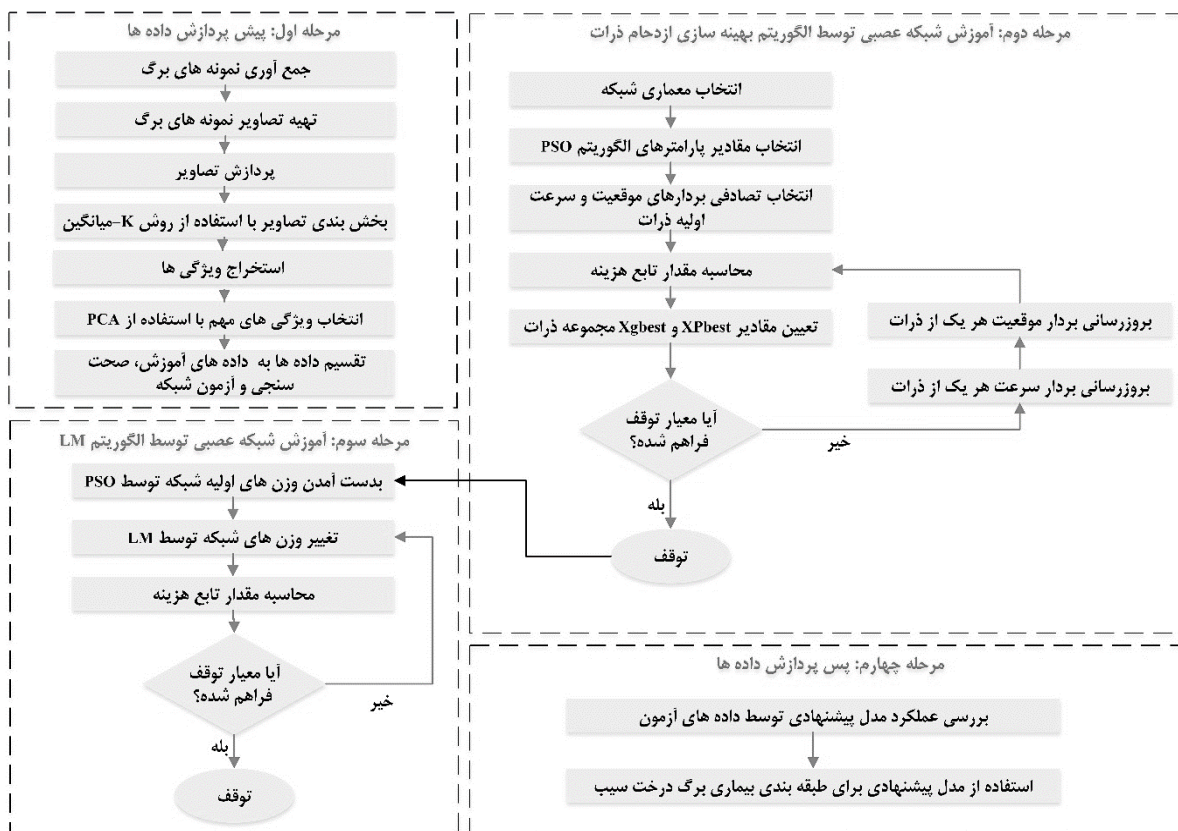 مرحله اول: پیش پردازش داده ها
جمع آوری نمونه های برگ
تهیه تصاویر نمونه های برگ
پردازش تصاویر
بخش بندی تصاویر با استفاده از روش K–میانگین
استخراج ویژگی ها
انتخاب ویژگی های مهم با استفاده از PCA
تقسیم داده ها به داده های آموزش، صحت
سنجی و آزمون شبکه
مرحله دوم: آموزش شبکه عصبی توسط الگوریتم بهینه سازی ازدحام ذرات
انتخاب معماری شبکه
انتخاب مقادیر پارامترهای الگوریتم PSO
انتخاب تصادفی بردارهای موقعیت و سرعت
اولیه ذرات
محاسبه مقدار تابع هزینه
تعیین مقادیر XPbest و Xgbest مجموعه ذرات
آیا معیار توقف
فراهم شده؟
خیر
بروزرسانی بردار سرعت هر یک از ذرات
بروزرسانی بردار موقعیت هر یک از ذرات
بله
توقف
مرحله سوم: آموزش شبکه عصبی توسط الگوریتم LM
بدست آمدن وزن های اولیه شبکه توسط PSO
تغییر وزن های شبکه توسط LM
محاسبه مقدار تابع هزینه
آیا معیار توقف
فراهم شده؟
خیر
بله
توقف
مرحله چهارم: پس پردازش داده ها
بررسی عملکرد مدل پیشنهادی توسط داده های آزمون
استفاده از مدل پیشنهادی برای طبقه بندی بیماری برگ درخت سیب